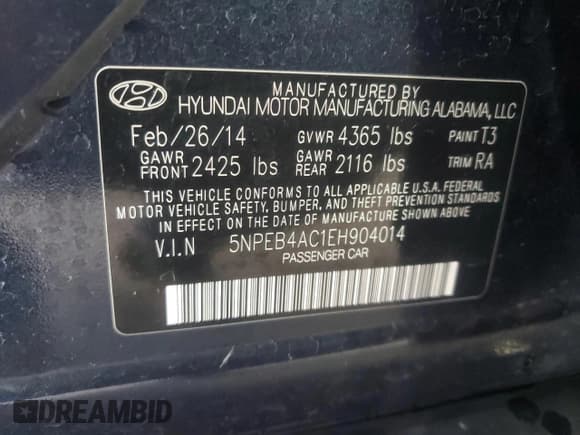 MANUFACTURED BY
HYUNDAI MOTOR MANUFACTURING ALABAMA, LLC
Feb/26/14 GVWR 4365 lbs PAINT T3
GAWR FRONT 2425 lbs GAWR REAR 2116 lbs TRIM RA
THIS VEHICLE CONFORMS TO ALL APPLICABLE U.S.A. FEDERAL
MOTOR VEHICLE SAFETY, BUMPER, AND THEFT PREVENTION STANDARDS
IN EFFECT ON THE DATE OF MANUFACTURE SHOWN ABOVE.
V.I.N 5NPEB4AC1EH904014
PASSENGER CAR
DREAMBID